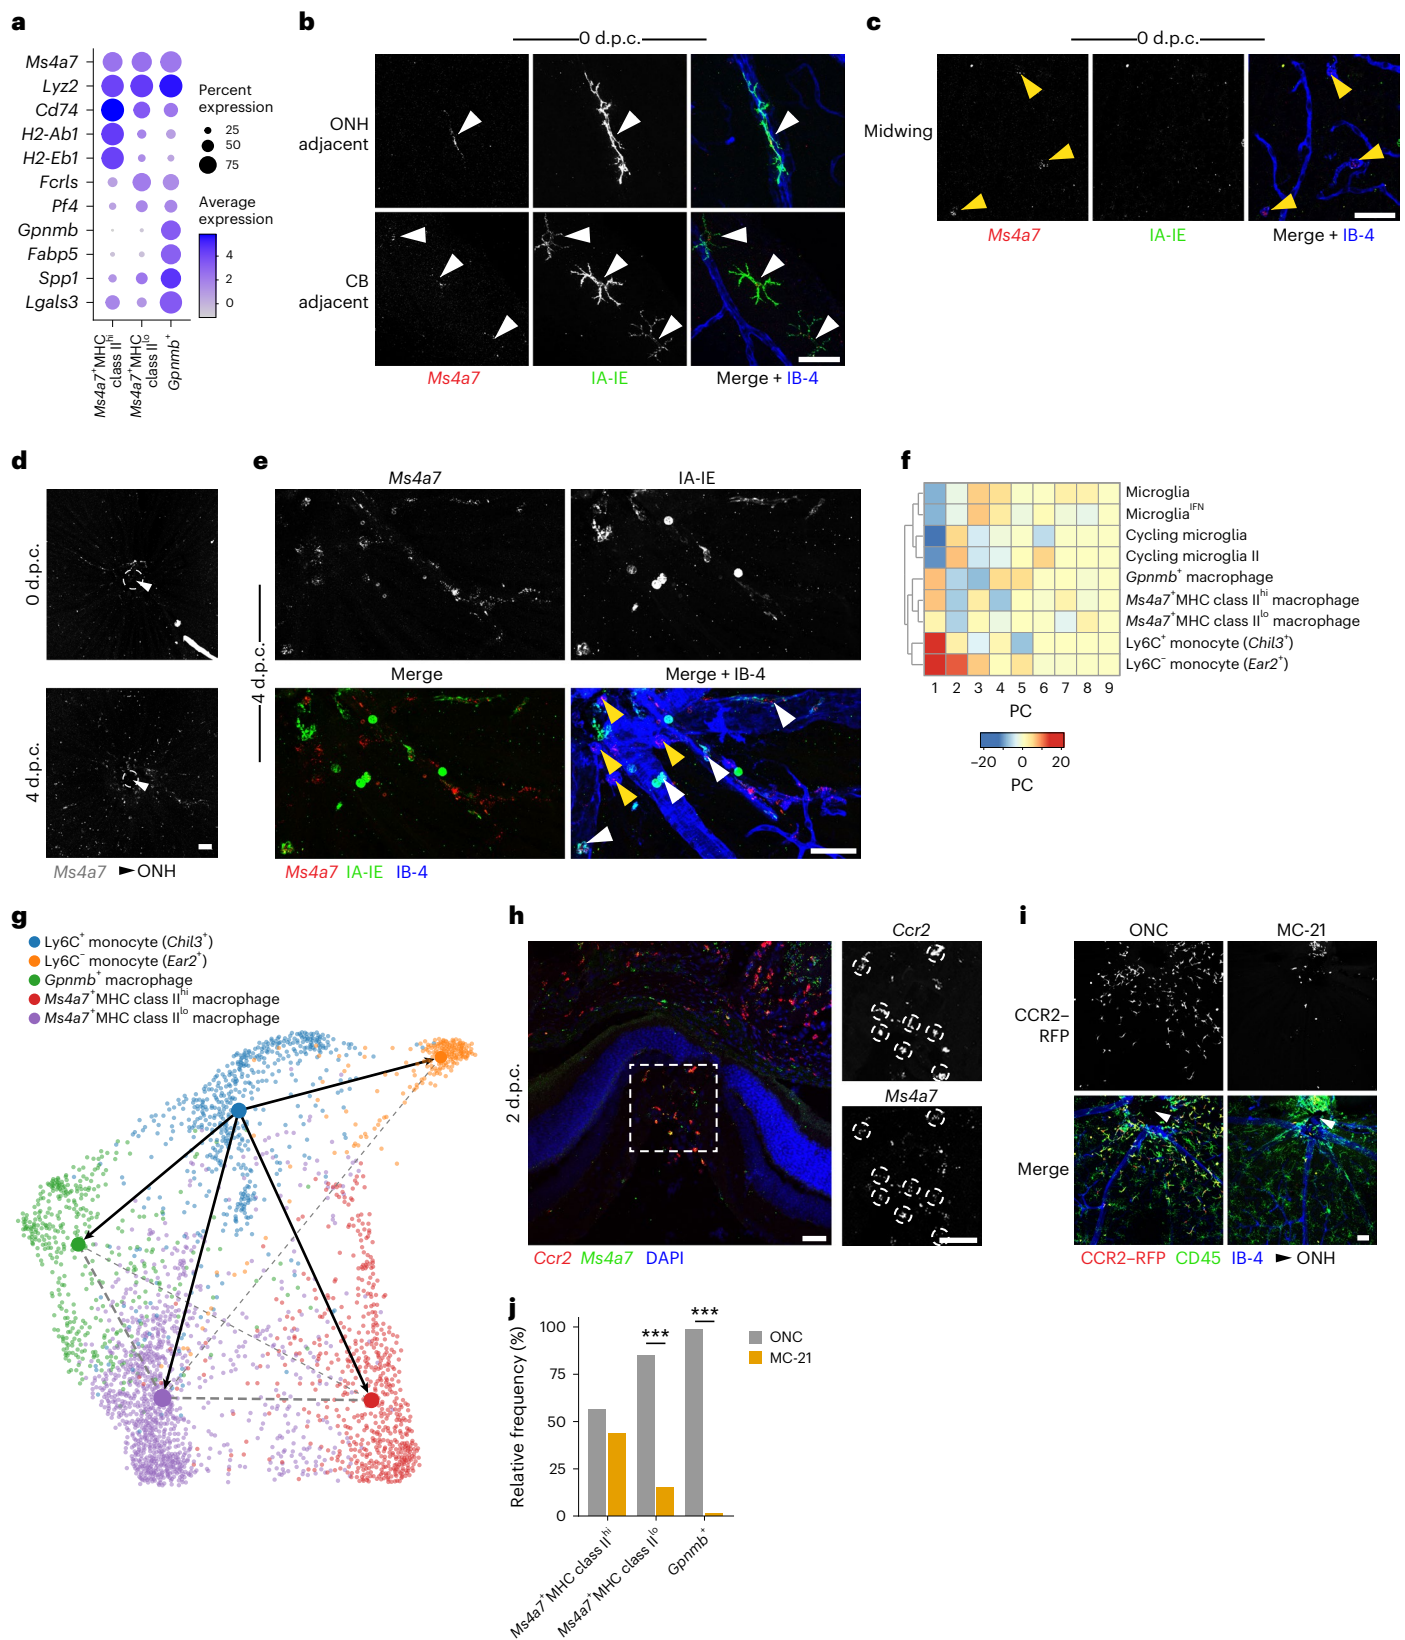 a
Ms4a7
Lyz2
Cd74
H2-Ab1
H2-Eb1
Fcrls
Pf4
Gpnmb
Fabp5
Spp1
Lgals3
Percent
expression
25
50
75
Average
expression
4
2
0
Ms4a7+MHC
class IIhi
Ms4a7+MHC
class IIlo
Gpnmb+
b
0 d.p.c.
ONH
adjacent
CB
adjacent
Ms4a7
IA-IE
Merge + IB-4
c
0 d.p.c.
Midwing
Ms4a7
IA-IE
Merge + IB-4
d
0 d.p.c.
4 d.p.c.
Ms4a7 ONH
e
Ms4a7
IA-IE
4 d.p.c.
Merge
Merge + IB-4
Ms4a7 IA-IE IB-4
f
Microglia
MicrogliaIFN
Cycling microglia
Cycling microglia II
Gpnmb+ macrophage
Ms4a7+MHC class IIhi macrophage
Ms4a7+MHC class IIlo macrophage
Ly6C+ monocyte (Chil3+)
Ly6C− monocyte (Ear2+)
1 2 3 4 5 6 7 8 9
PC
−20 0 20
PC
g
Ly6C+ monocyte (Chil3+)
Ly6C− monocyte (Ear2+)
Gpnmb+ macrophage
Ms4a7+MHC class IIhi macrophage
Ms4a7+MHC class IIlo macrophage
h
2 d.p.c.
Ccr2
Ms4a7
Ccr2 Ms4a7 DAPI
i
ONC
MC-21
CCR2–
RFP
Merge
CCR2–RFP CD45 IB-4 ONH
j
Relative frequency (%)
100
75
50
25
0
***
***
ONC
MC-21
Ms4a7+MHC class IIhi
Ms4a7+MHC class IIlo
Gpnmb+